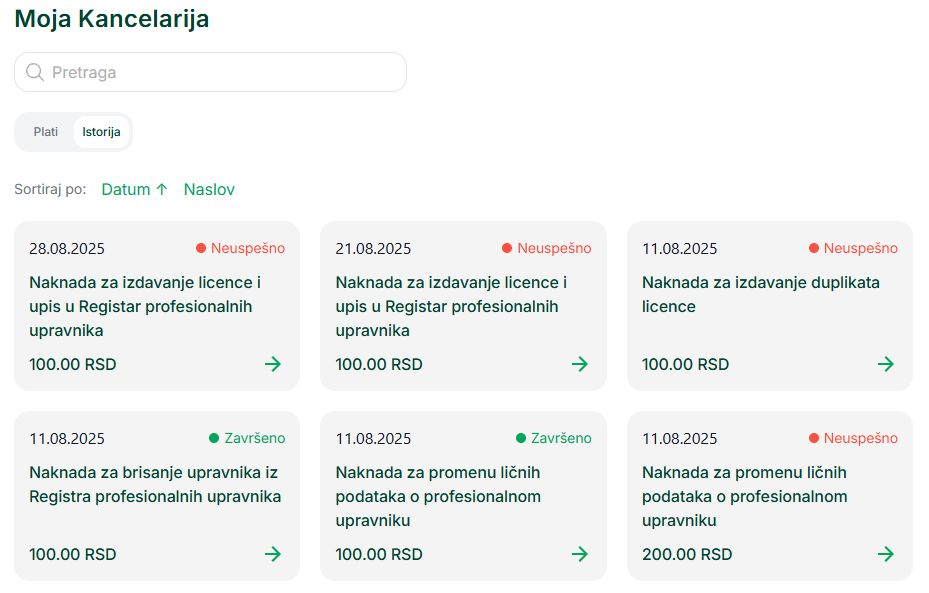 Moja Kancelarija
Pretraga
Plati Istorija
Sortiraj po: Datum ↑ Naslov
28.08.2025 Neuspešno
Naknada za izdavanje licence i
upis u Registar profesionalnih
upravnika
100.00 RSD →
21.08.2025 Neuspešno
Naknada za izdavanje licence i
upis u Registar profesionalnih
upravnika
100.00 RSD →
11.08.2025 Neuspešno
Naknada za izdavanje duplikata
licence
100.00 RSD →
11.08.2025 Završeno
Naknada za brisanje upravnika iz
Registra profesionalnih upravnika
100.00 RSD →
11.08.2025 Završeno
Naknada za promenu ličnih
podataka o profesionalnom
upravniku
100.00 RSD →
11.08.2025 Neuspešno
Naknada za promenu ličnih
podataka o profesionalnom
upravniku
200.00 RSD →